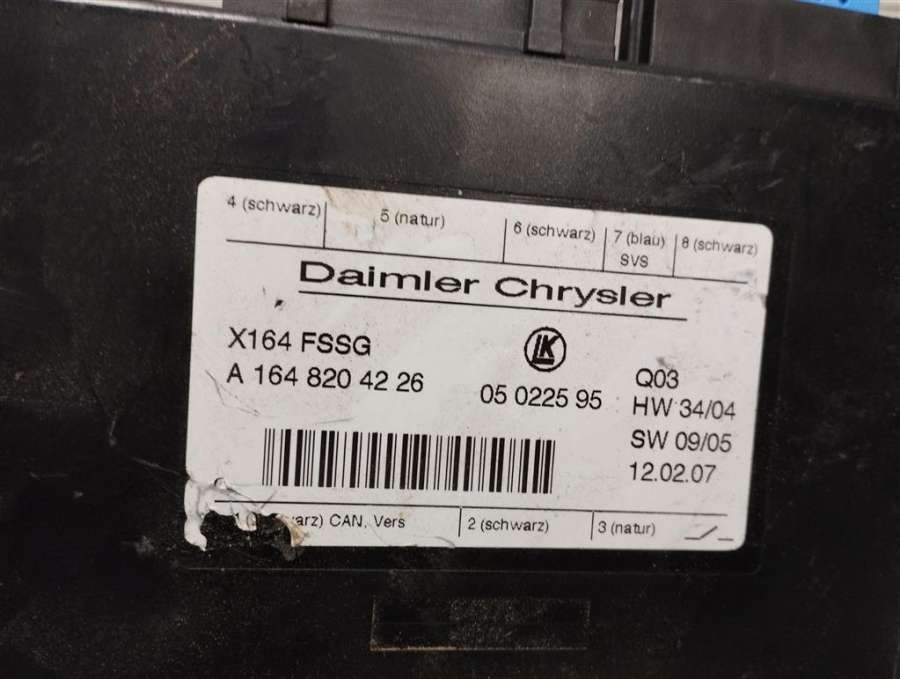 4 (schwarz) 5 (natur) 6 (schwarz) 7 (blau) 8 (schwarz)
SVS
Daimler Chrysler
X164 FSSG
LK
Q03
A 164 820 42 26 05 0225 95 HW 34/04
SW 09/05
12.02.07
CAN, Vers 2 (schwarz) 3 (natur)